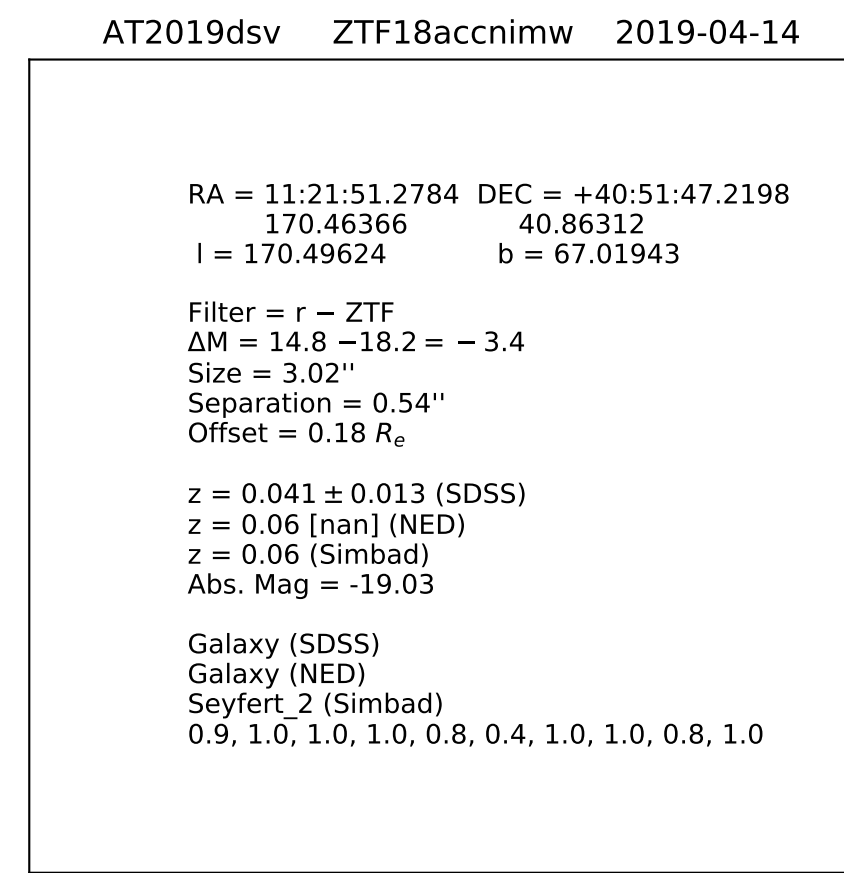 AT2019dsv ZTF18accnimw 2019-04-14
RA = 11:21:51.2784 DEC = +40:51:47.2198
170.46366 40.86312
l = 170.49624 b = 67.01943
Filter = r − ZTF
ΔM = 14.8 −18.2 = − 3.4
Size = 3.02''
Separation = 0.54''
Offset = 0.18 Rₑ
z = 0.041 ± 0.013 (SDSS)
z = 0.06 [nan] (NED)
z = 0.06 (Simbad)
Abs. Mag = -19.03
Galaxy (SDSS)
Galaxy (NED)
Seyfert_2 (Simbad)
0.9, 1.0, 1.0, 1.0, 0.8, 0.4, 1.0, 1.0, 0.8, 1.0